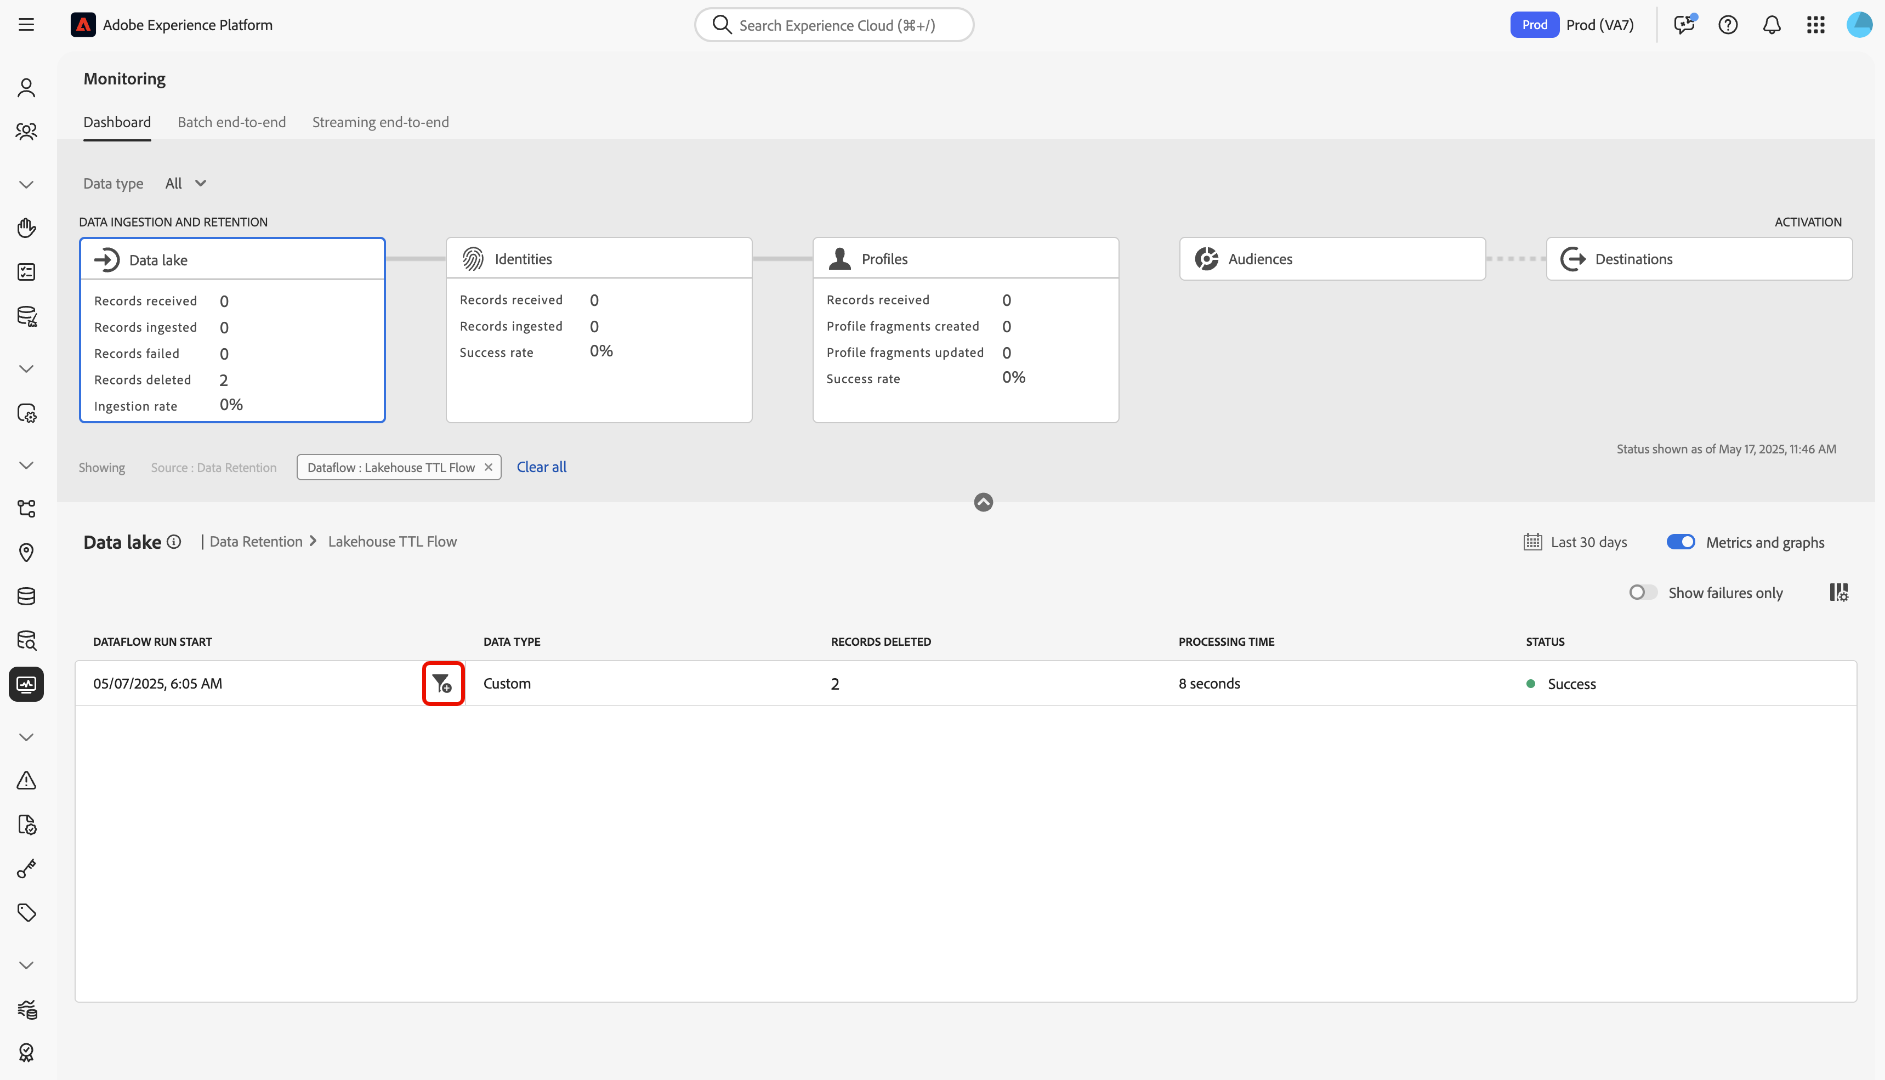 Adobe Experience Platform
Search Experience Cloud (⌘+/)
Prod Prod (VA7)
Monitoring
Dashboard Batch end-to-end Streaming end-to-end
Data type All
DATA INGESTION AND RETENTION ACTIVATION
Data lake
Records received 0
Records ingested 0
Records failed 0
Records deleted 2
Ingestion rate 0%
Identities
Records received 0
Records ingested 0
Success rate 0%
Profiles
Records received 0
Profile fragments created 0
Profile fragments updated 0
Success rate 0%
Audiences
Destinations
Status shown as of May 17, 2025, 11:46 AM
Showing Source : Data Retention Dataflow : Lakehouse TTL Flow Clear all
Data lake | Data Retention > Lakehouse TTL Flow
Last 30 days Metrics and graphs
Show failures only
DATAFLOW RUN START DATA TYPE RECORDS DELETED PROCESSING TIME STATUS
05/07/2025, 6:05 AM Custom 2 8 seconds Success